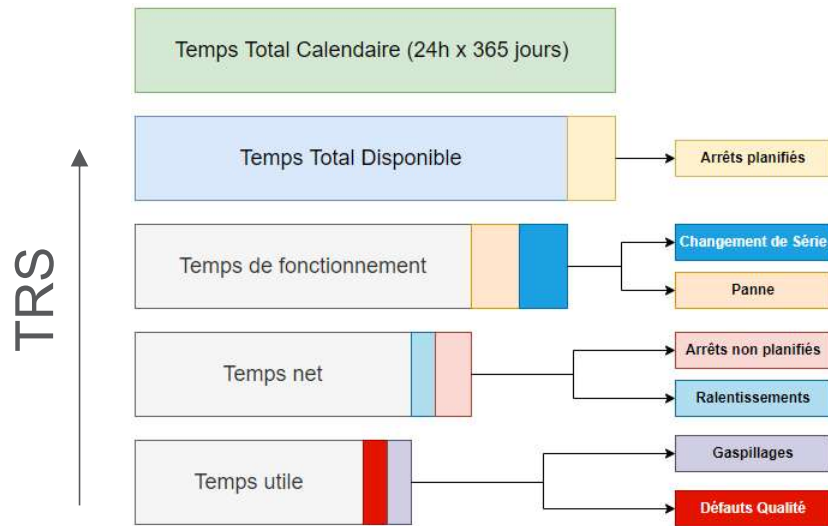 Temps Total Calendaire (24h x 365 jours)
Temps Total Disponible
Arrêts planifiés
TRS
Temps de fonctionnement
Changement de Série
Panne
Temps net
Arrêts non planifiés
Ralentissements
Temps utile
Gaspillages
Défauts Qualité